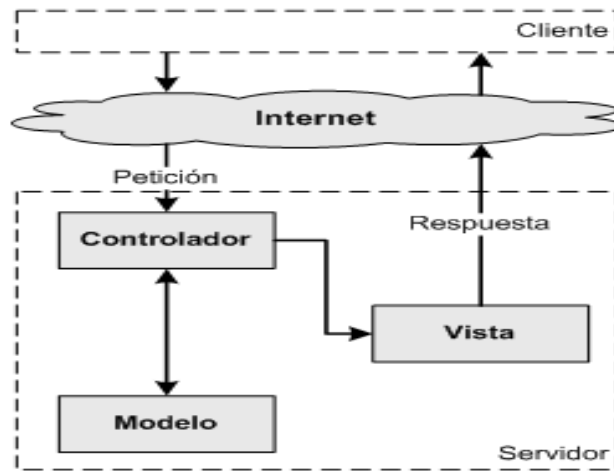 Cliente
Internet
Petición
Controlador
Respuesta
Vista
Modelo
Servidor